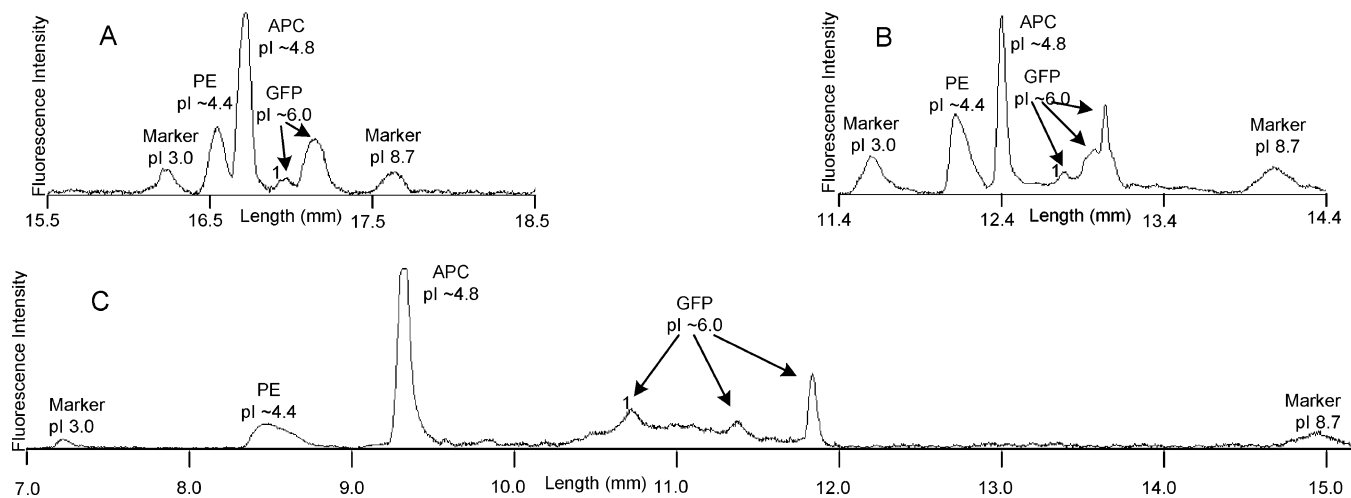 A
Fluorescence Intensity
APC
pI ~4.8
PE
pI ~4.4
GFP
pI ~6.0
Marker
pI 3.0
1
Marker
pI 8.7
15.5
16.5
Length (mm)
17.5
18.5
B
Fluorescence Intensity
APC
pI ~4.8
PE
pI ~4.4
GFP
pI ~6.0
Marker
pI 3.0
1
Marker
pI 8.7
11.4
12.4
Length (mm)
13.4
14.4
C
Fluorescence Intensity
APC
pI ~4.8
GFP
pI ~6.0
PE
pI ~4.4
Marker
pI 3.0
1
Marker
pI 8.7
7.0
8.0
9.0
10.0
Length (mm)
11.0
12.0
13.0
14.0
15.0